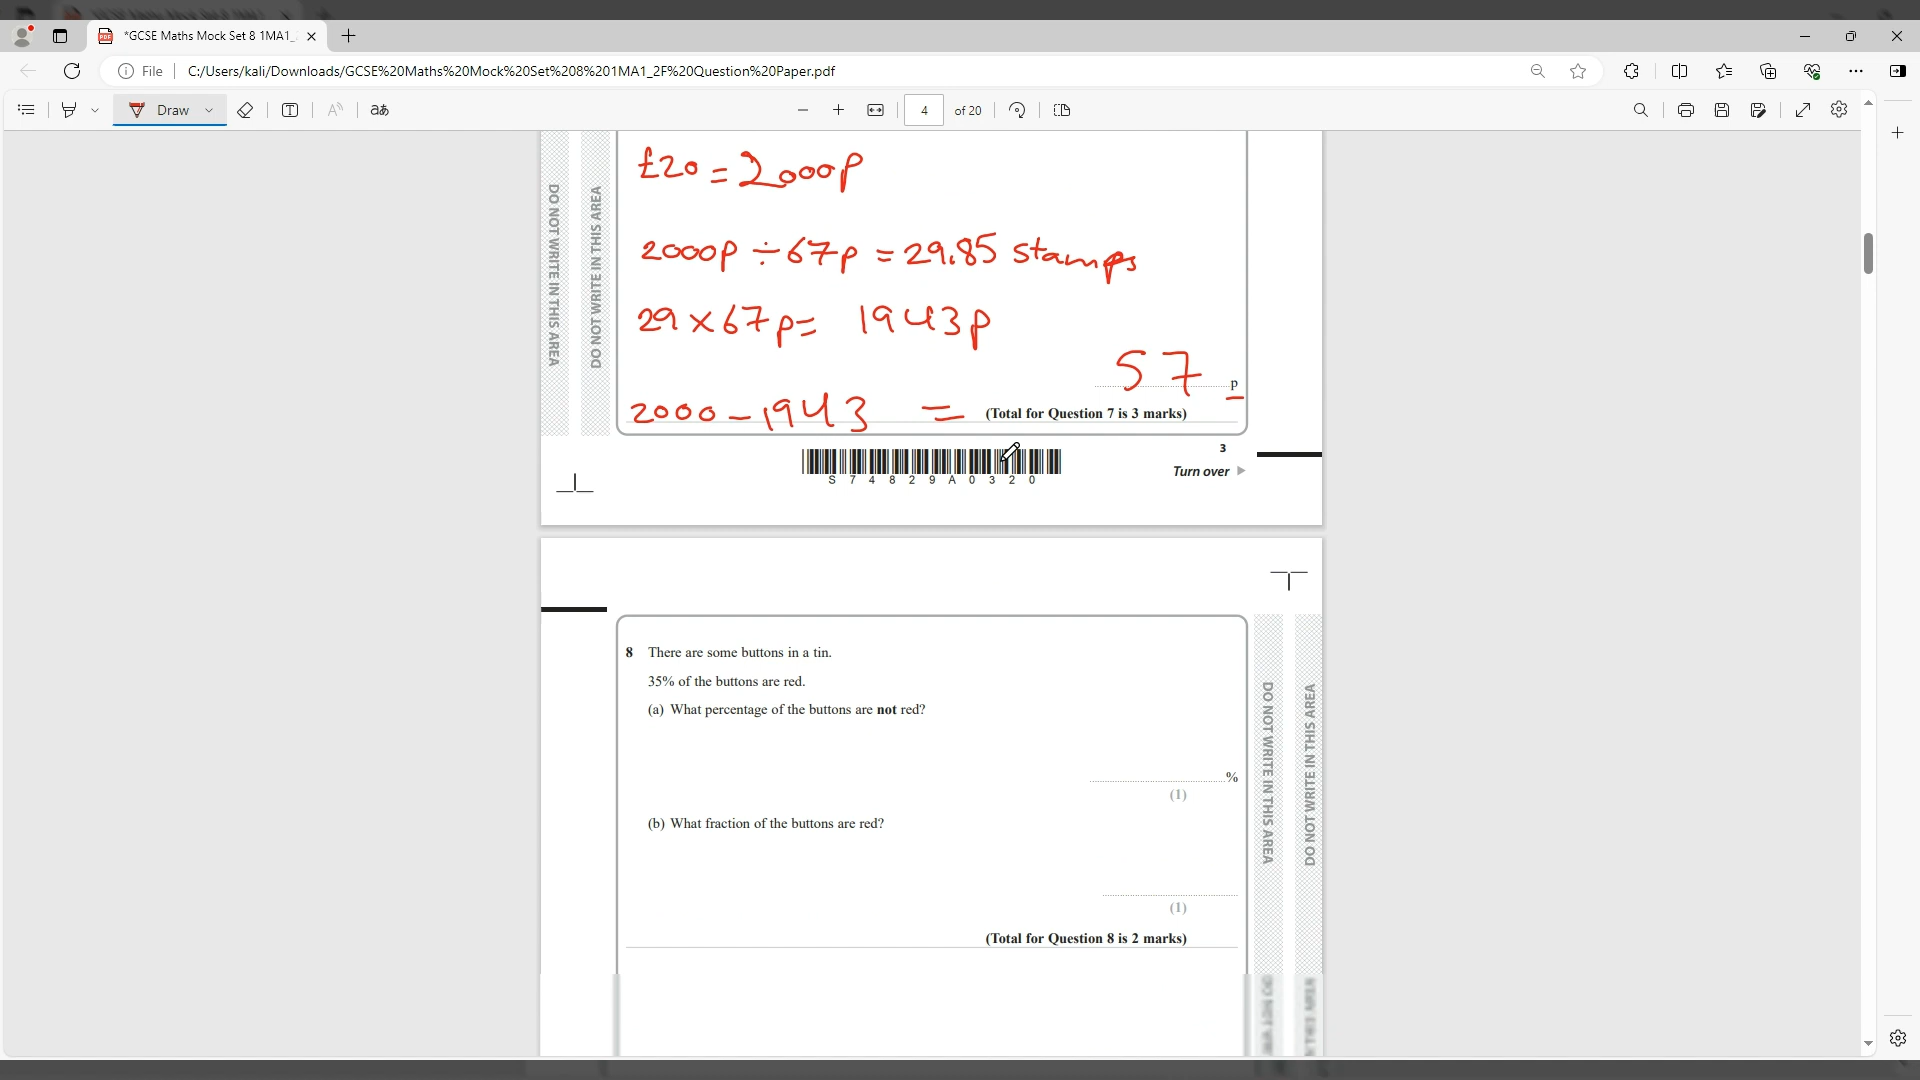 *GCSE Maths Mock Set 8 1MA1_
File
C:/Users/kali/Downloads/GCSE%20Maths%20Mock%20Set%208%201MA1_2F%20Question%20Paper.pdf
Draw
aあ
4 of 20
DO NOT WRITE IN THIS AREA
DO NOT WRITE IN THIS AREA
£20 = 2000p
2000p ÷ 67p = 29.85 stamps
29 × 67p = 1943p
57 p
2000 - 1943 =
(Total for Question 7 is 3 marks)
3
S 7 4 8 2 9 A 0 3 2 0
Turn over
8 There are some buttons in a tin.
35% of the buttons are red.
(a) What percentage of the buttons are not red?
%
(1)
(b) What fraction of the buttons are red?
(1)
(Total for Question 8 is 2 marks)
DO NOT WRITE IN THIS AREA
DO NOT WRITE IN THIS AREA